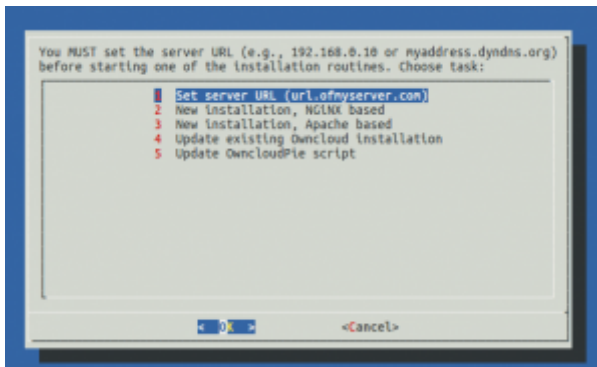 You MUST set the server URL (e.g., 192.168.0.10 or myaddress.dyndns.org)
before starting one of the installation routines. Choose task:
1 Set server URL (url.ofmyserver.com)
2 New installation, NGiNX based
3 New installation, Apache based
4 Update existing Owncloud installation
5 Update OwncloudPie script
< OK > <Cancel>